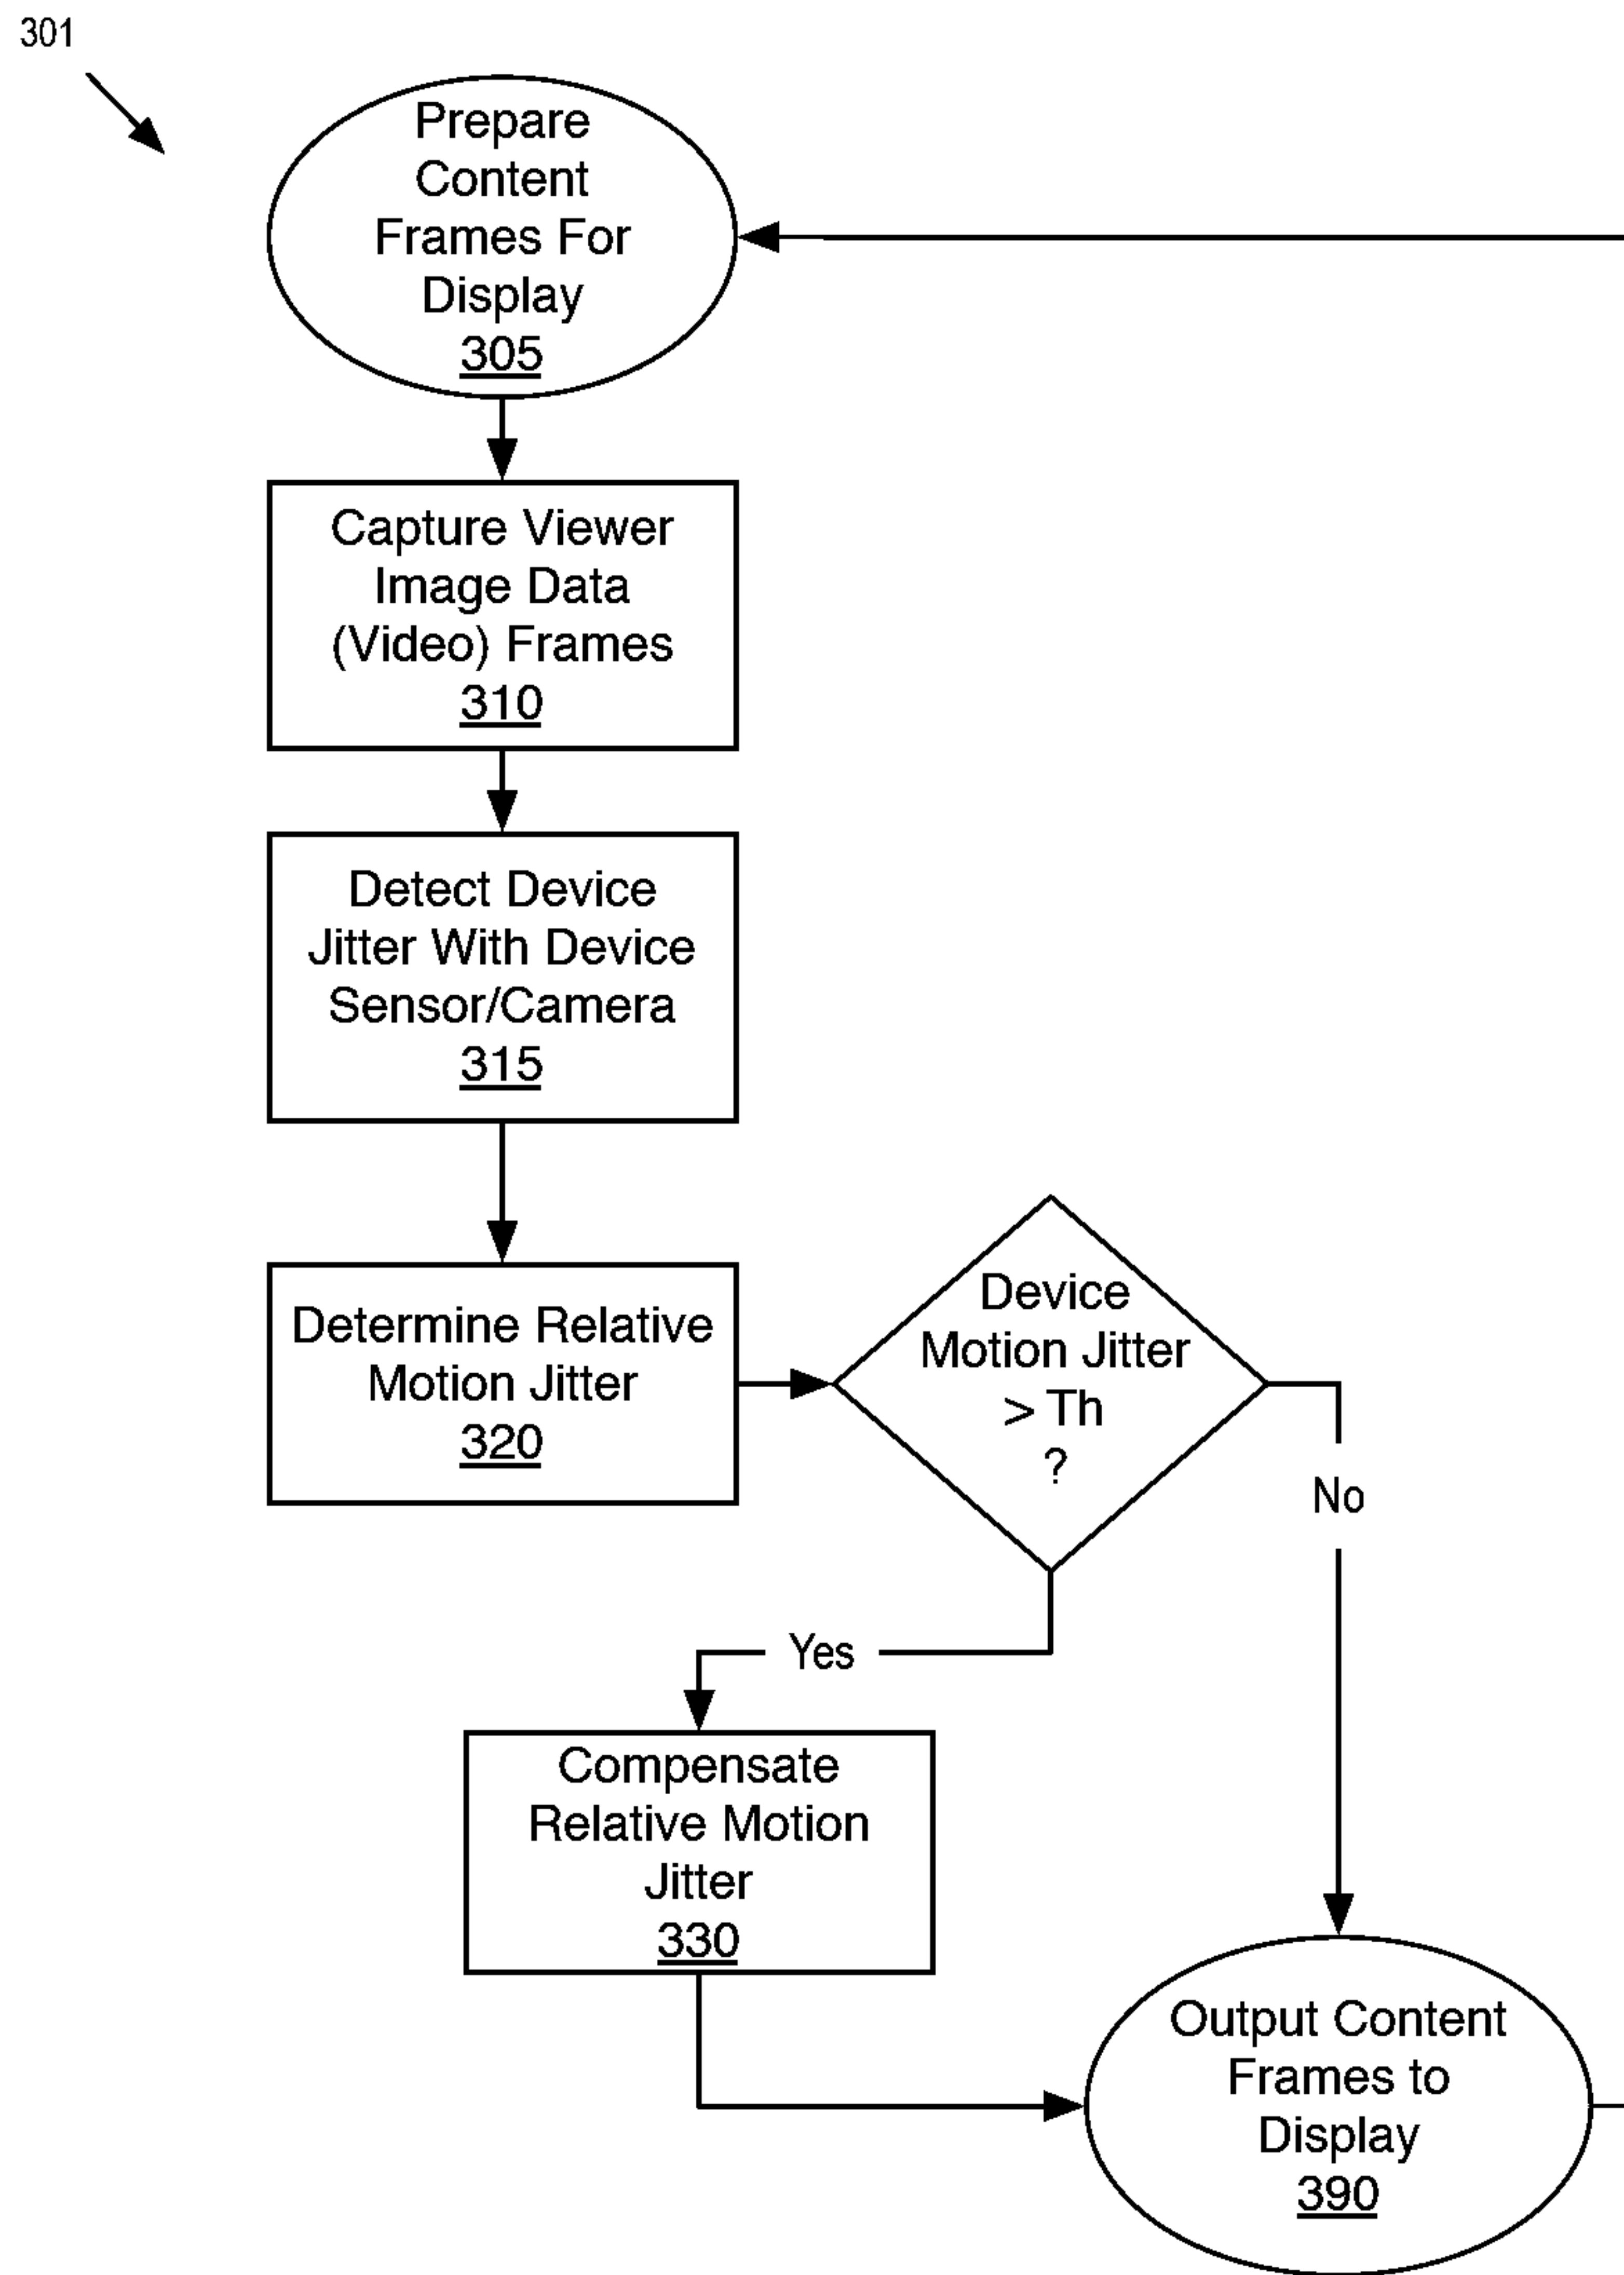 301
Prepare
Content
Frames For
Display
305
Capture Viewer
Image Data
(Video) Frames
310
Detect Device
Jitter With Device
Sensor/Camera
315
Determine Relative
Motion Jitter
320
Device
Motion Jitter
> Th
?
No
Yes
Compensate
Relative Motion
Jitter
330
Output Content
Frames to
Display
390